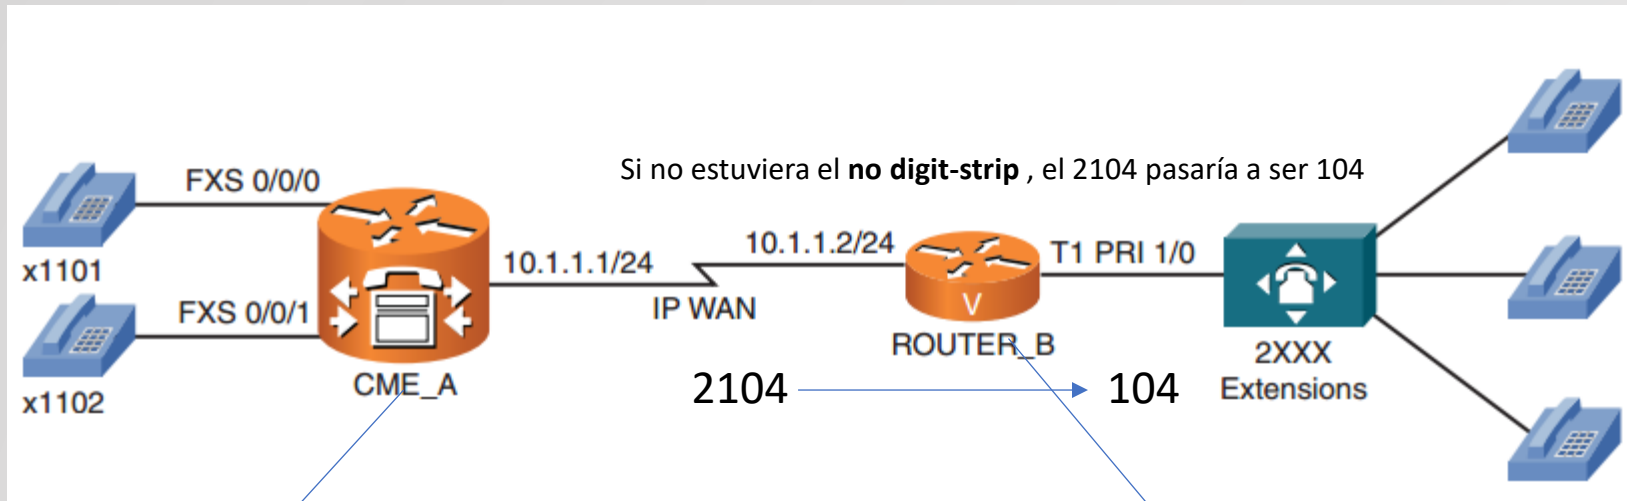 Si no estuviera el no digit-strip , el 2104 pasaría a ser 104
FXS 0/0/0
x1101
FXS 0/0/1
x1102
CME_A
10.1.1.1/24
IP WAN
10.1.1.2/24
V
ROUTER_B
T1 PRI 1/0
2XXX
Extensions
2104
104